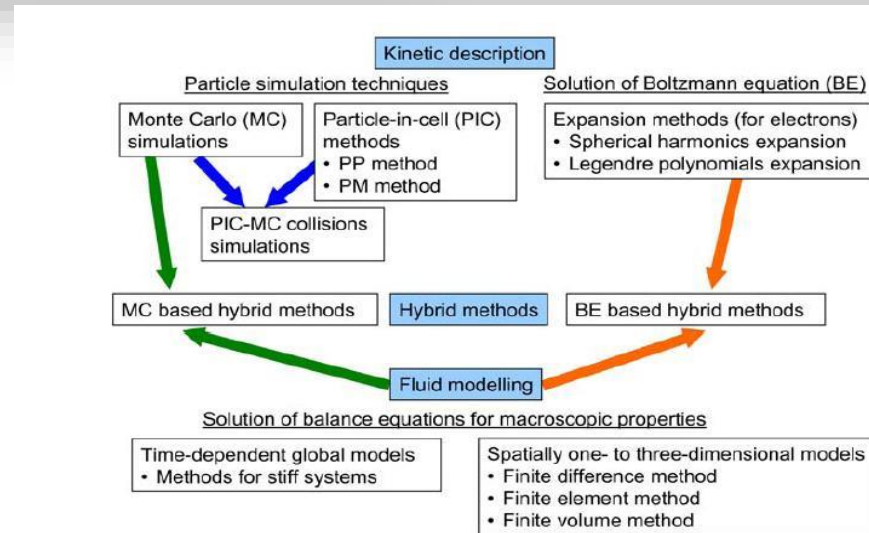 Kinetic description
Particle simulation techniques
Solution of Boltzmann equation (BE)
Monte Carlo (MC)
simulations
Particle-in-cell (PIC)
methods
• PP method
• PM method
Expansion methods (for electrons)
• Spherical harmonics expansion
• Legendre polynomials expansion
PIC-MC collisions
simulations
MC based hybrid methods
Hybrid methods
BE based hybrid methods
Fluid modelling
Solution of balance equations for macroscopic properties
Time-dependent global models
• Methods for stiff systems
Spatially one- to three-dimensional models
• Finite difference method
• Finite element method
• Finite volume method